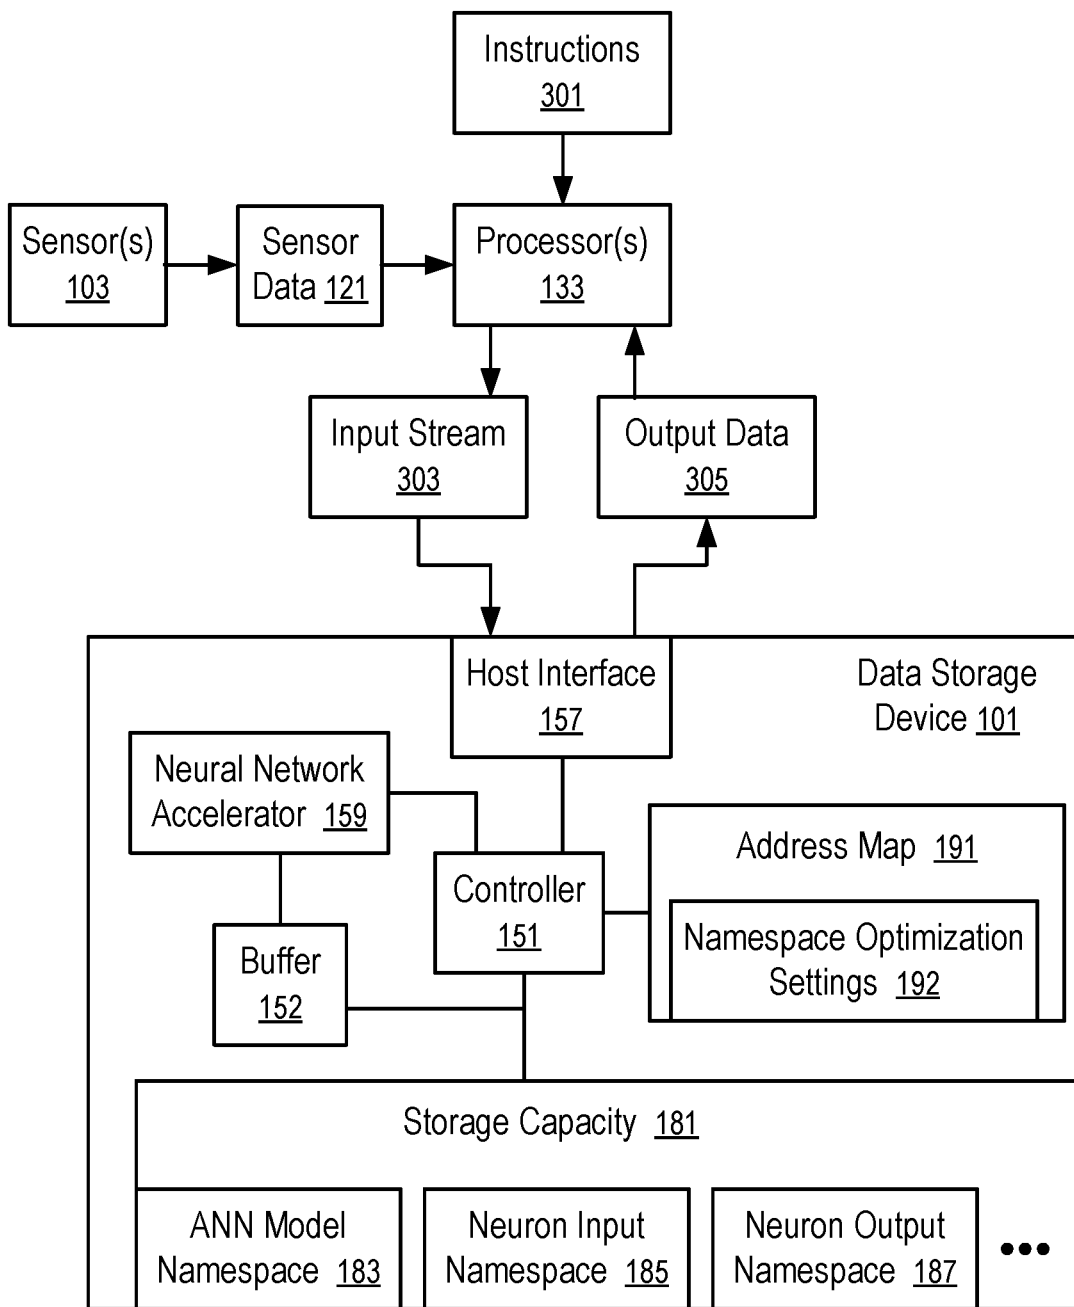 Instructions
301
Sensor(s)
103
Sensor
Data 121
Processor(s)
133
Input Stream
303
Output Data
305
Host Interface
157
Data Storage
Device 101
Neural Network
Accelerator 159
Controller
151
Address Map 191
Namespace Optimization
Settings 192
Buffer
152
Storage Capacity 181
ANN Model
Namespace 183
Neuron Input
Namespace 185
Neuron Output
Namespace 187
•••